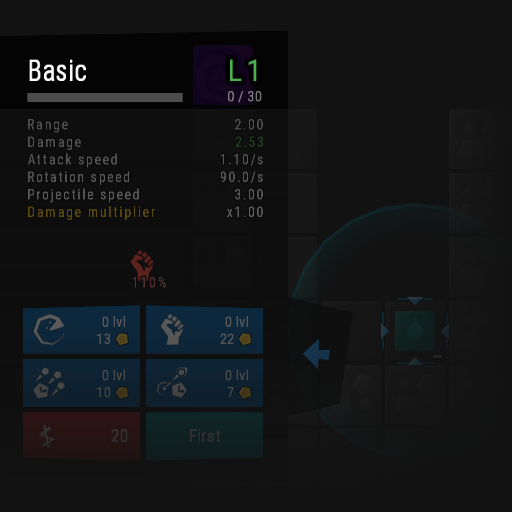 Basic
L1
0 / 30
Range 2.00
Damage 2.53
Attack speed 1.10/s
Rotation speed 90.0/s
Projectile speed 3.00
Damage multiplier x1.00
110%
0 lvl 0 lvl
13 22
0 lvl 0 lvl
10 7
20 First